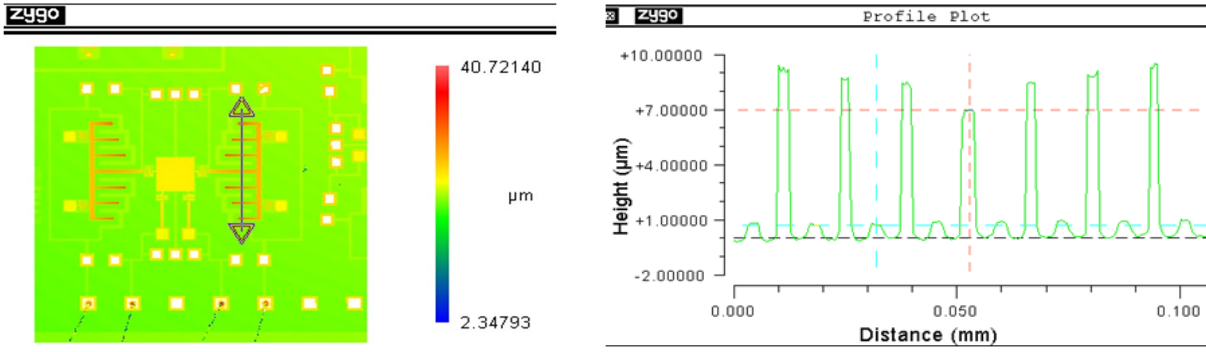 zygo
40.72140
µm
2.34793
zygo
Profile Plot
+10.00000
+7.00000
+4.00000
+1.00000
-2.00000
Height (µm)
0.000
0.050
0.100
Distance (mm)